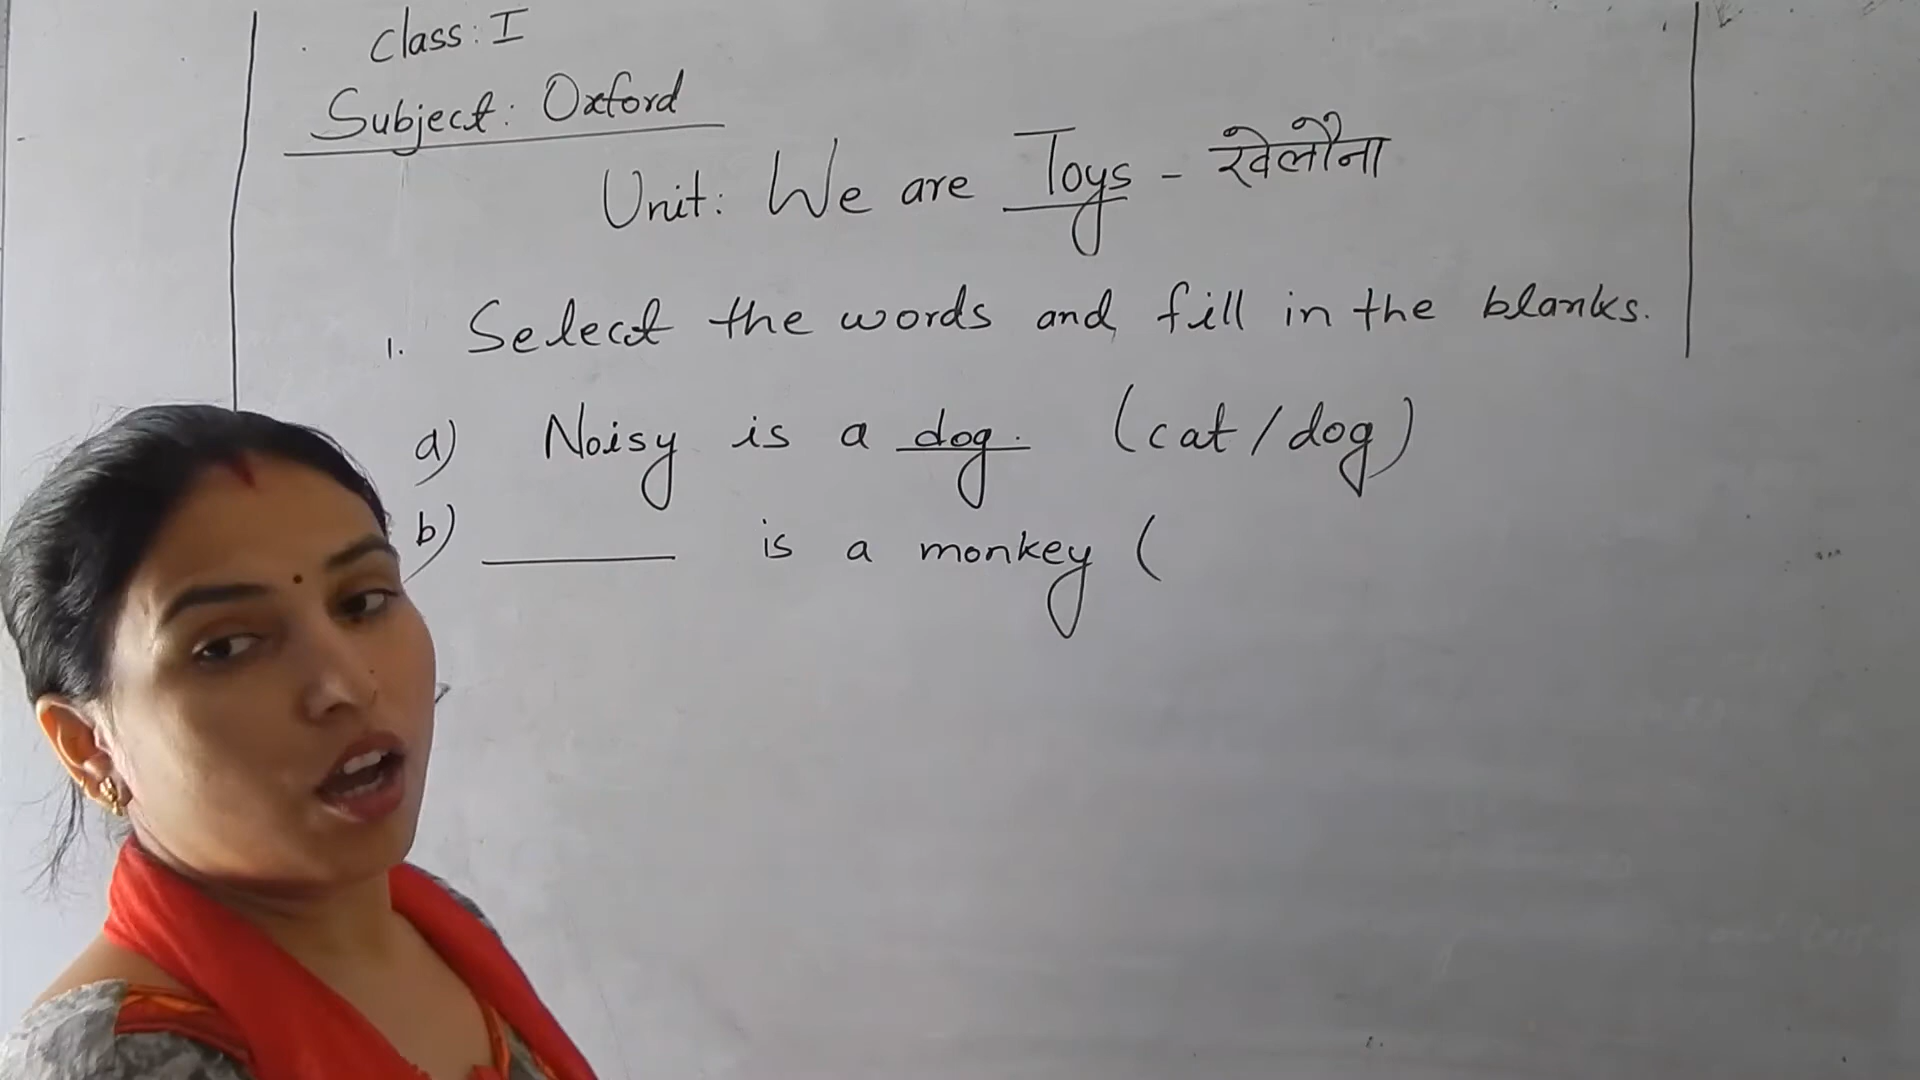 Class: I
Subject: Oxford
Unit: We are Toys - खेलौना
1. Select the words and fill in the blanks.
a) Noisy is a dog. (cat/dog)
b) ______ is a monkey (